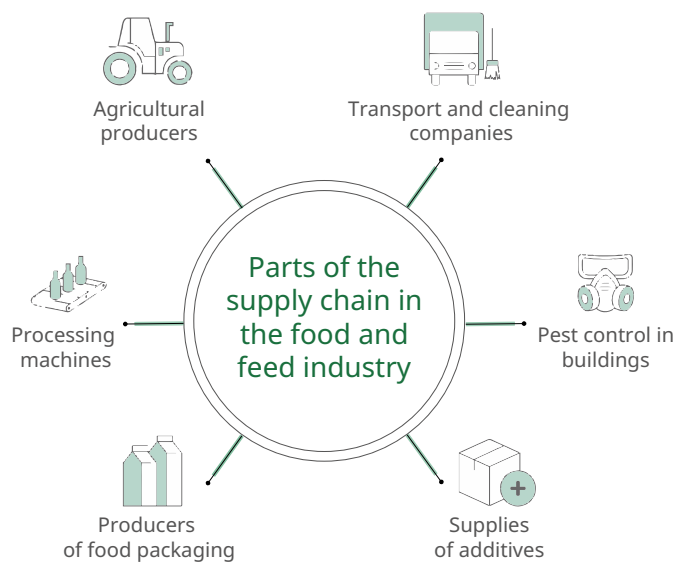 Agricultural
producers
Transport and cleaning
companies
Parts of the
supply chain in
the food and
feed industry
Processing
machines
Pest control in
buildings
Producers
of food packaging
Supplies
of additives